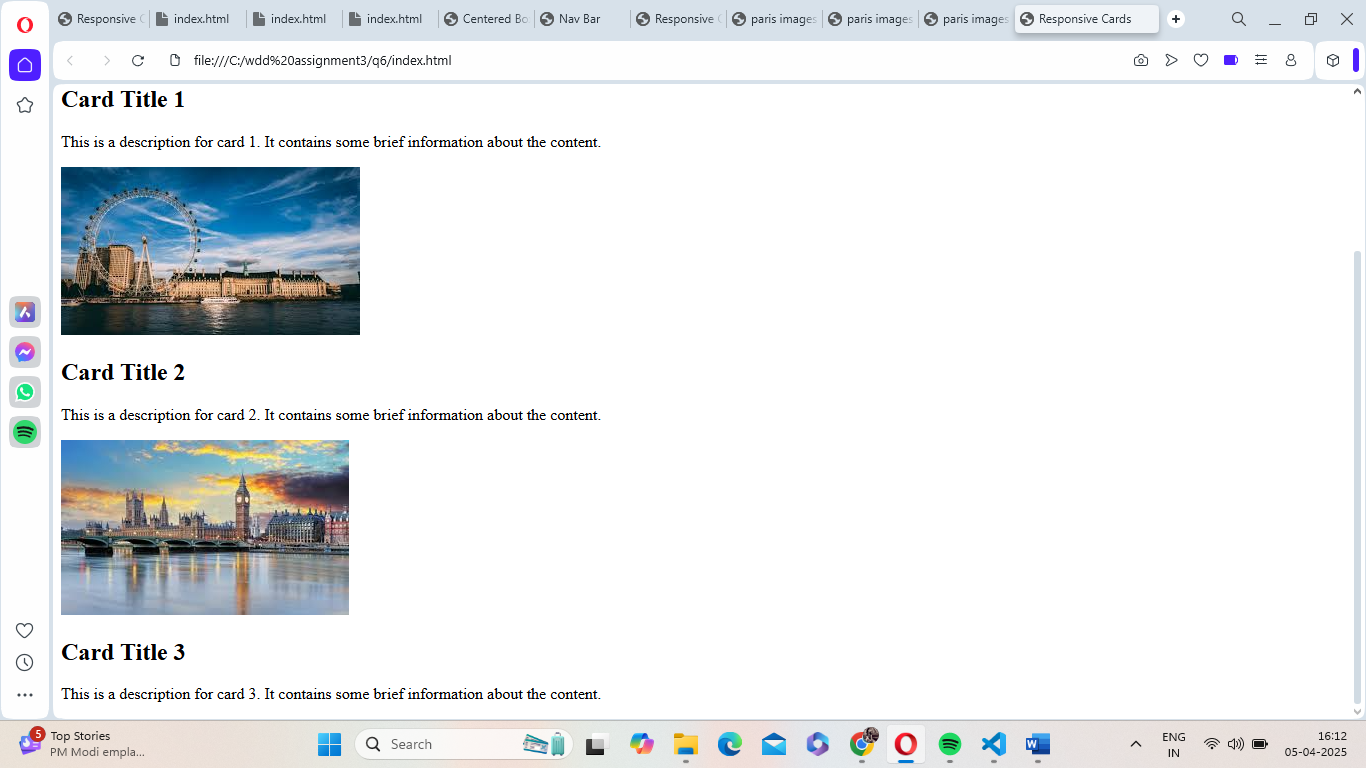 Responsive C
index.html
index.html
index.html
Centered Bo
Nav Bar
Responsive C
paris images
paris images
paris images
Responsive Cards
file:///C:/wdd%20assignment3/q6/index.html
Card Title 1
This is a description for card 1. It contains some brief information about the content.
Card Title 2
This is a description for card 2. It contains some brief information about the content.
Card Title 3
This is a description for card 3. It contains some brief information about the content.
5
Top Stories
PM Modi empla...
Search
ENG
IN
16:12
05-04-2025